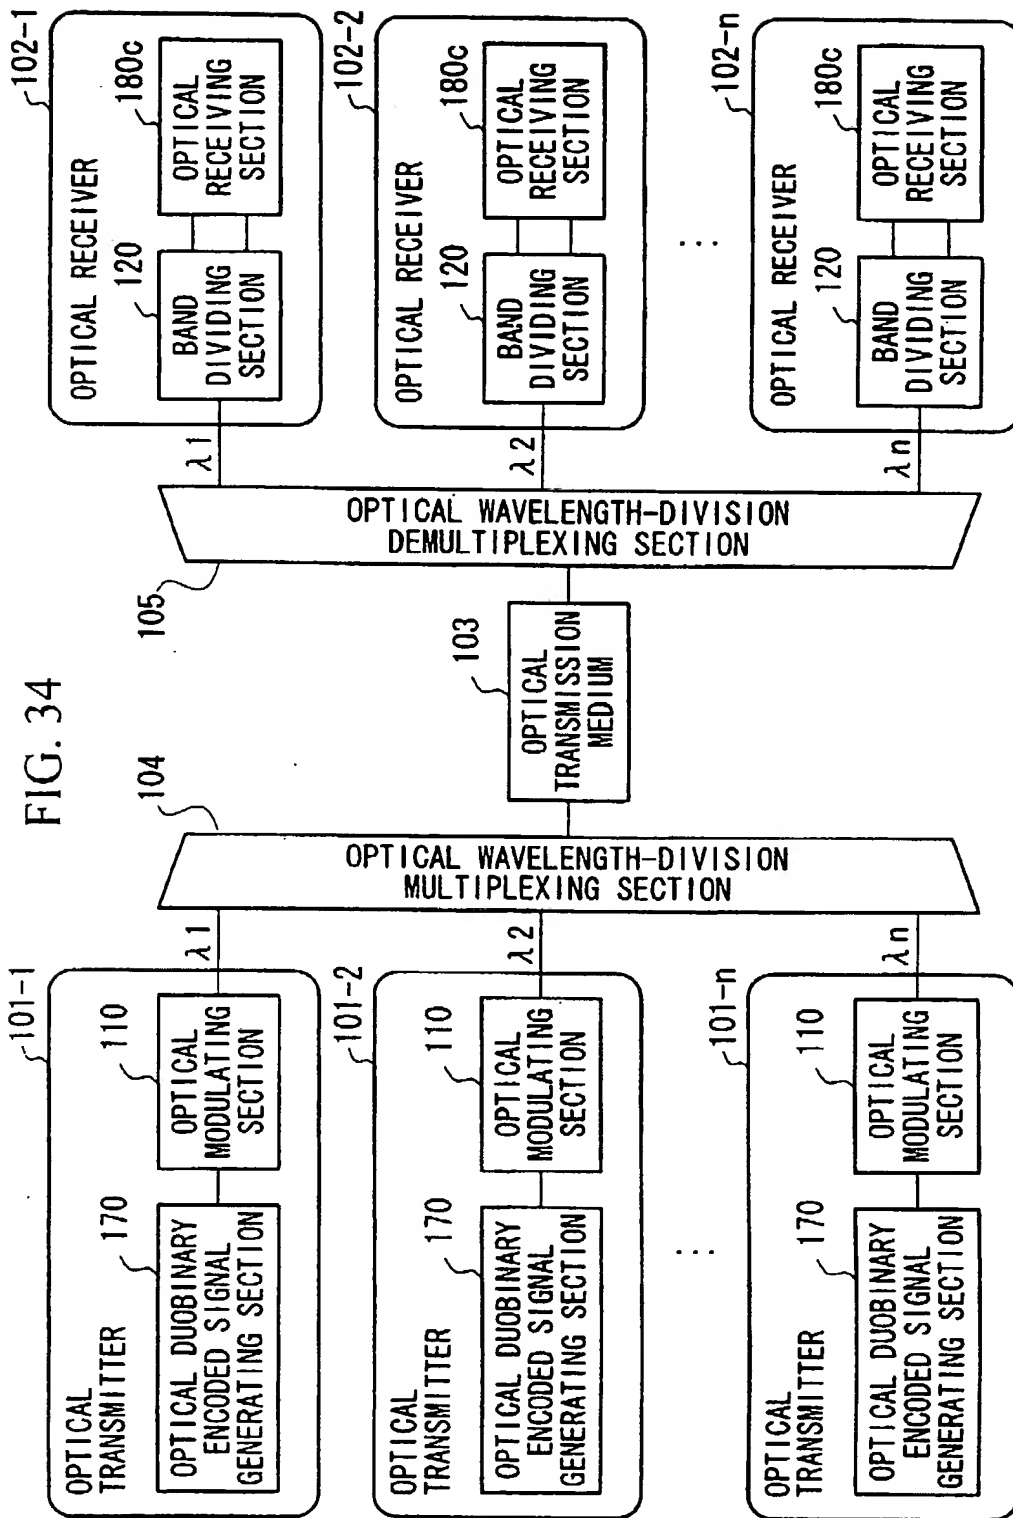 FIG. 34
101-1
OPTICAL
TRANSMITTER
170
OPTICAL DUOBINARY
ENCODED SIGNAL
GENERATING SECTION
110
OPTICAL
MODULATING
SECTION
λ1
101-2
OPTICAL
TRANSMITTER
170
OPTICAL DUOBINARY
ENCODED SIGNAL
GENERATING SECTION
110
OPTICAL
MODULATING
SECTION
λ2
...
101-n
OPTICAL
TRANSMITTER
170
OPTICAL DUOBINARY
ENCODED SIGNAL
GENERATING SECTION
110
OPTICAL
MODULATING
SECTION
λn
104
OPTICAL WAVELENGTH-DIVISION
MULTIPLEXING SECTION
103
OPTICAL
TRANSMISSION
MEDIUM
105
OPTICAL WAVELENGTH-DIVISION
DEMULTIPLEXING SECTION
λ1
102-1
OPTICAL RECEIVER
120
BAND
DIVIDING
SECTION
180c
OPTICAL
RECEIVING
SECTION
λ2
102-2
OPTICAL RECEIVER
120
BAND
DIVIDING
SECTION
180c
OPTICAL
RECEIVING
SECTION
...
λn
102-n
OPTICAL RECEIVER
120
BAND
DIVIDING
SECTION
180c
OPTICAL
RECEIVING
SECTION